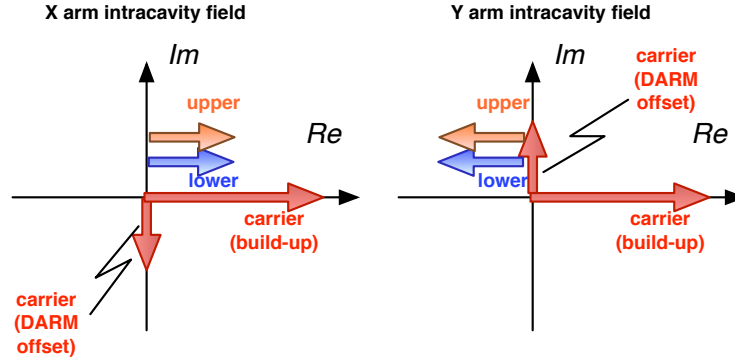 X arm intracavity field
Im
upper
Re
lower
carrier
(build-up)
carrier
(DARM
offset)
Y arm intracavity field
Im
carrier
(DARM
offset)
upper
Re
lower
carrier
(build-up)